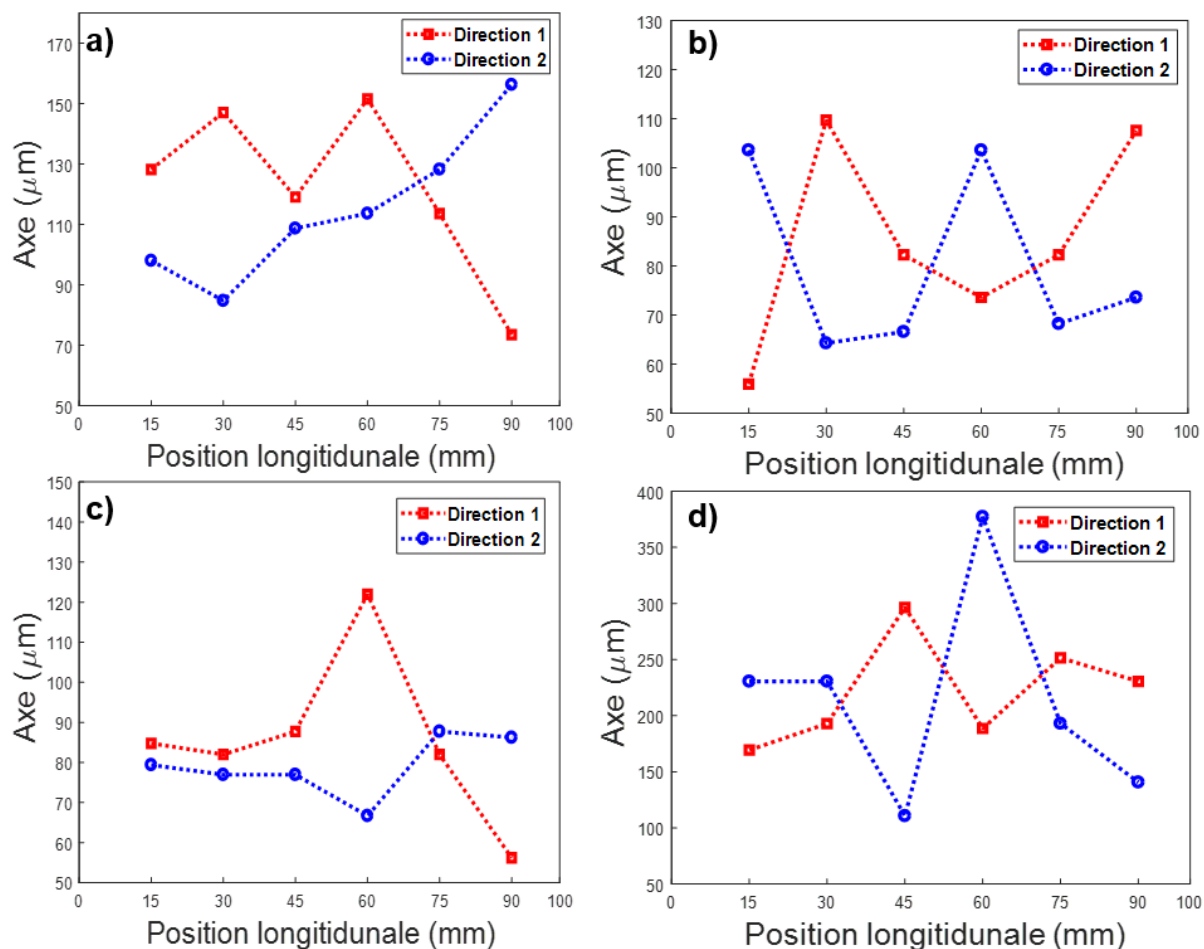 a)
Direction 1
Direction 2
Axe (μm)
170
150
130
110
90
70
50
0 15 30 45 60 75 90 100
Position longitidunale (mm)
b)
Direction 1
Direction 2
Axe (μm)
130
120
110
100
90
80
70
60
50
0 15 30 45 60 75 90 100
Position longitidunale (mm)
c)
Direction 1
Direction 2
Axe (μm)
150
140
130
120
110
100
90
80
70
60
50
0 15 30 45 60 75 90 100
Position longitidunale (mm)
d)
Direction 1
Direction 2
Axe (μm)
400
350
300
250
200
150
100
50
0 15 30 45 60 75 90 100
Position longitidunale (mm)